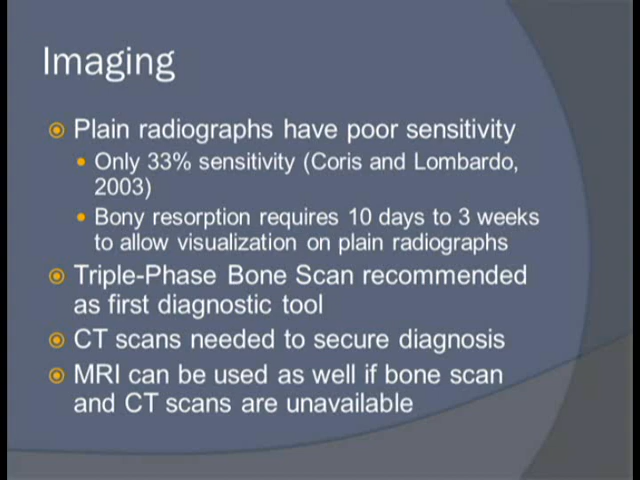 Imaging
Plain radiographs have poor sensitivity
Only 33% sensitivity (Coris and Lombardo,
2003)
Bony resorption requires 10 days to 3 weeks
to allow visualization on plain radiographs
Triple-Phase Bone Scan recommended
as first diagnostic tool
CT scans needed to secure diagnosis
MRI can be used as well if bone scan
and CT scans are unavailable